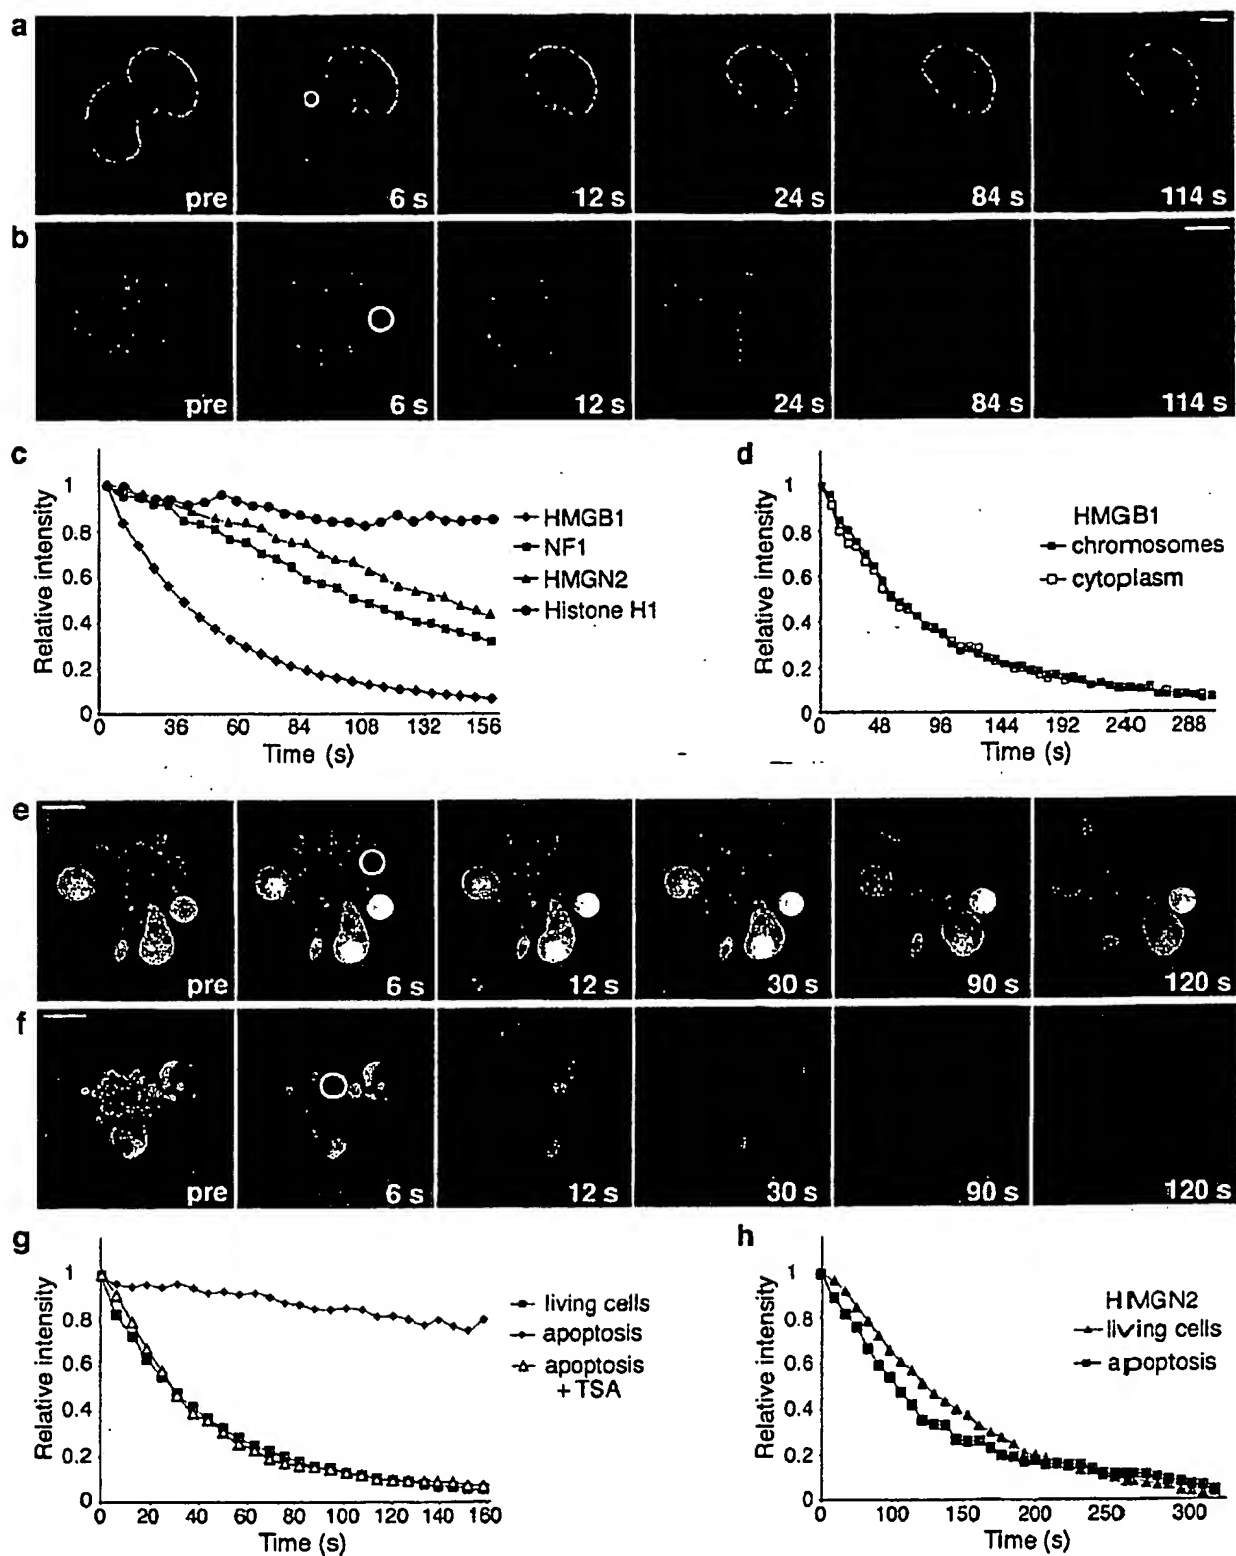 a
pre 6 s 12 s 24 s 84 s 114 s
b
pre 6 s 12 s 24 s 84 s 114 s
c
Relative intensity
1
0.8
0.6
0.4
0.2
0
0 36 60 84 108 132 156
Time (s)
HMGB1
NF1
HMGN2
Histone H1
d
Relative intensity
1
0.8
0.6
0.4
0.2
0
0 48 96 144 192 240 288
Time (s)
HMGB1
chromosomes
cytoplasm
e
pre 6 s 12 s 30 s 90 s 120 s
f
pre 6 s 12 s 30 s 90 s 120 s
g
Relative intensity
1
0.8
0.6
0.4
0.2
0
0 20 40 60 80 100 120 140 160
Time (s)
living cells
apoptosis
apoptosis
+ TSA
h
Relative intensity
1
0.8
0.6
0.4
0.2
0
0 100 150 200 250 300
Time (s)
HMGN2
living cells
apoptosis